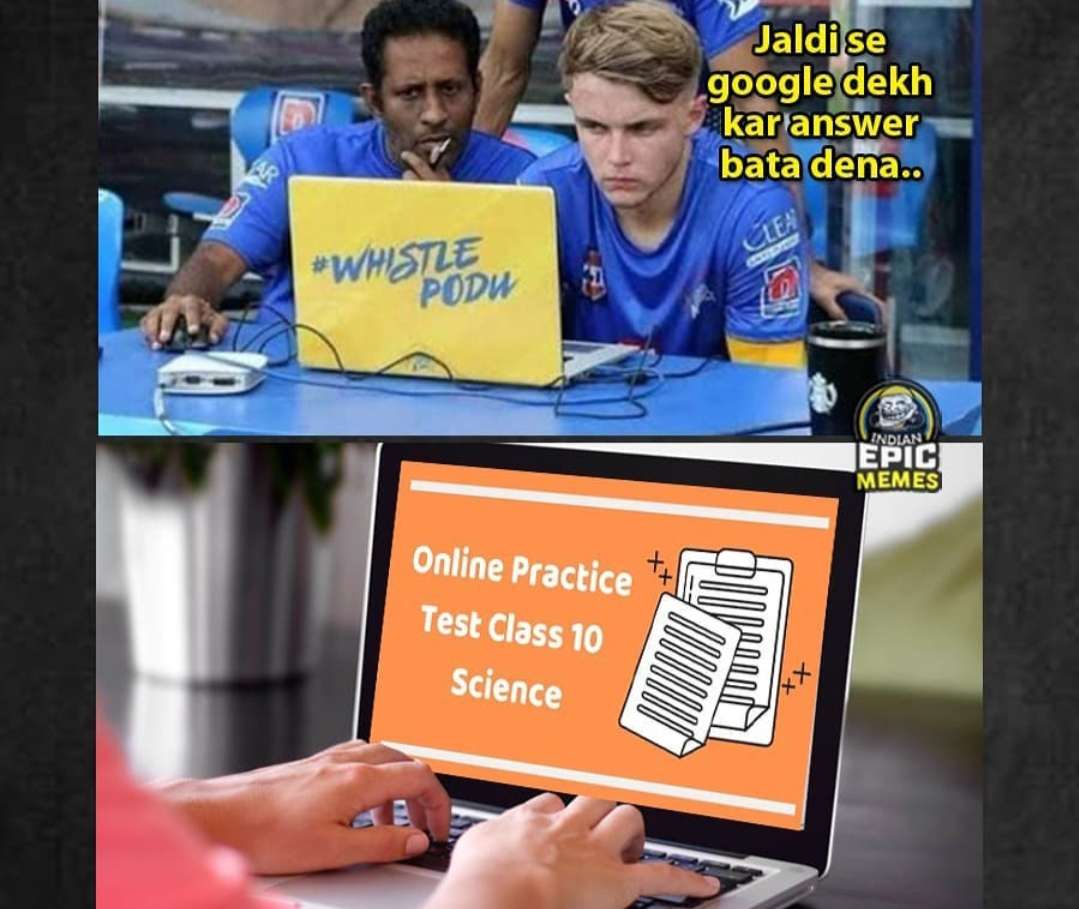 Jaldi se
google dekh
kar answer
bata dena..
#WHISTLE
PODU
CLEAR
INDIAN
EPIC
MEMES
Online Practice
Test Class 10
Science